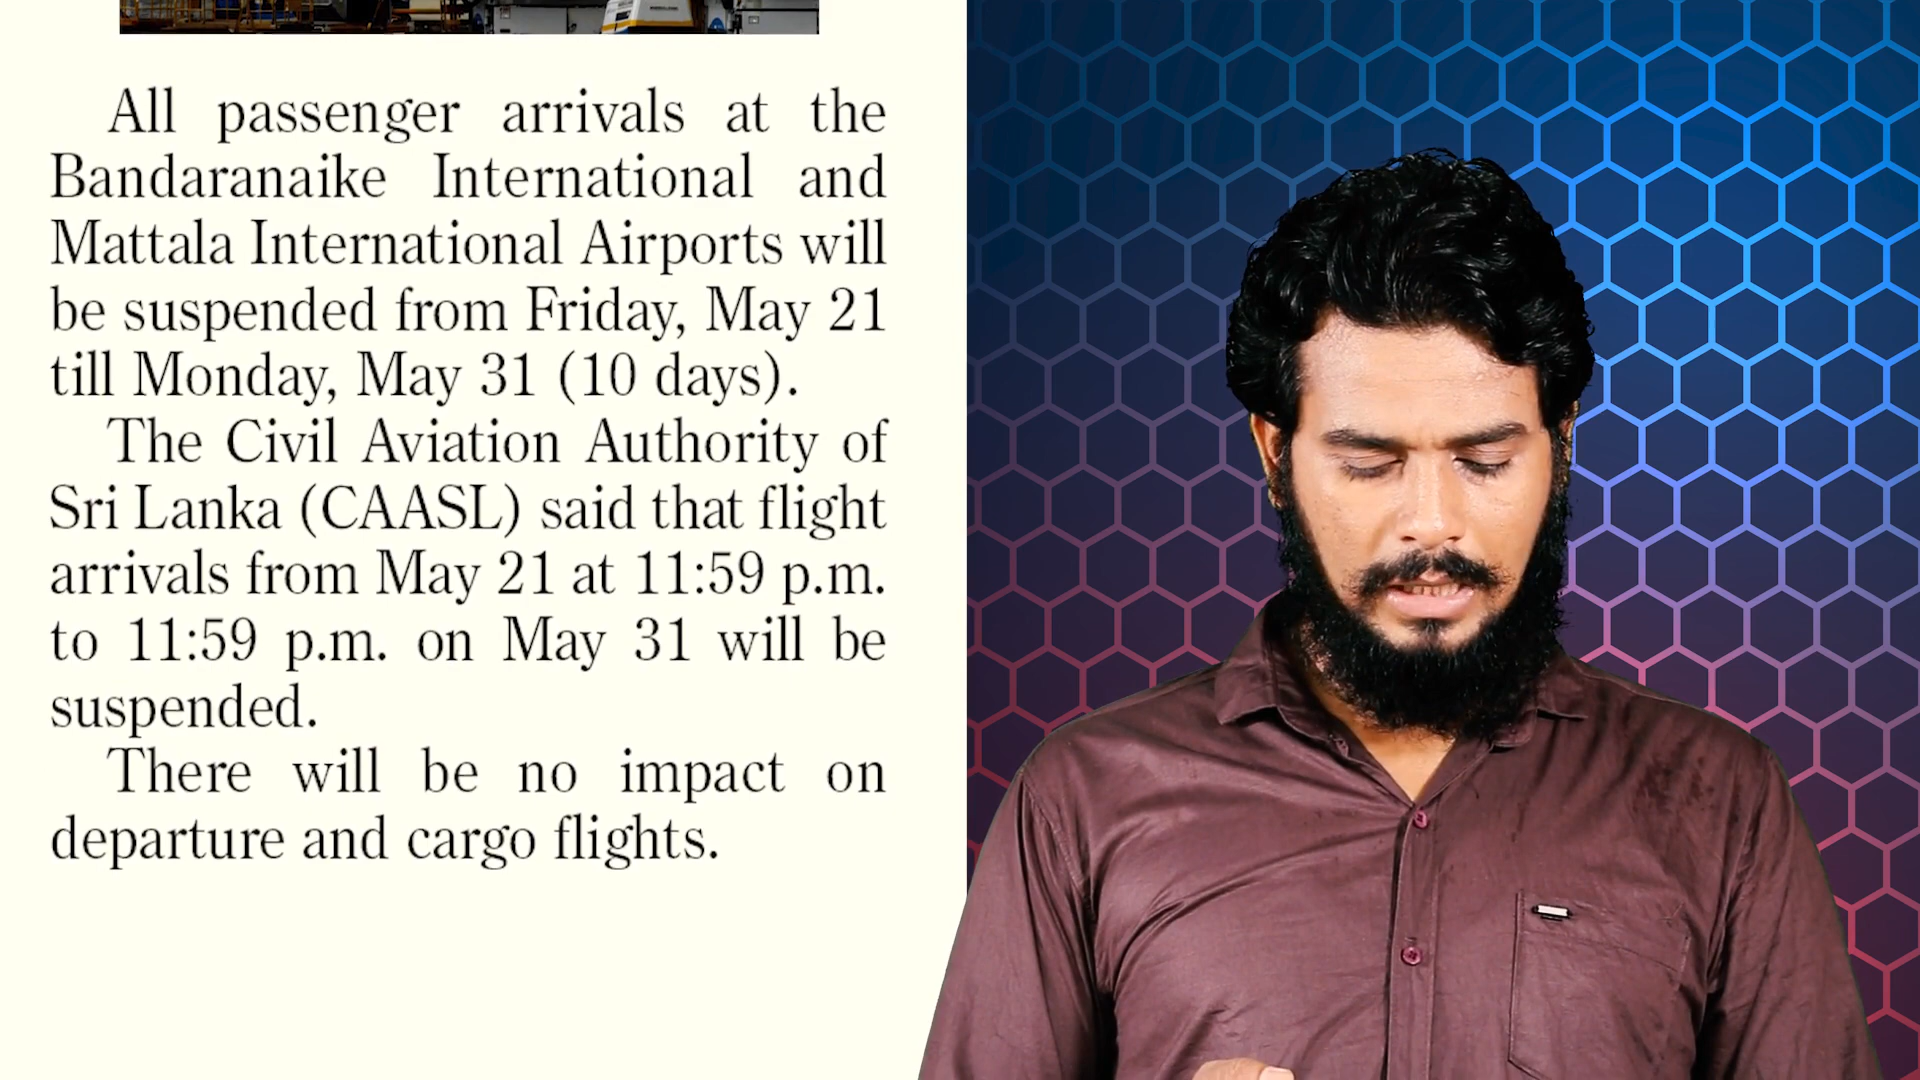 All passenger arrivals at the
Bandaranaike International and
Mattala International Airports will
be suspended from Friday, May 21
till Monday, May 31 (10 days).
The Civil Aviation Authority of
Sri Lanka (CAASL) said that flight
arrivals from May 21 at 11:59 p.m.
to 11:59 p.m. on May 31 will be
suspended.
There will be no impact on
departure and cargo flights.